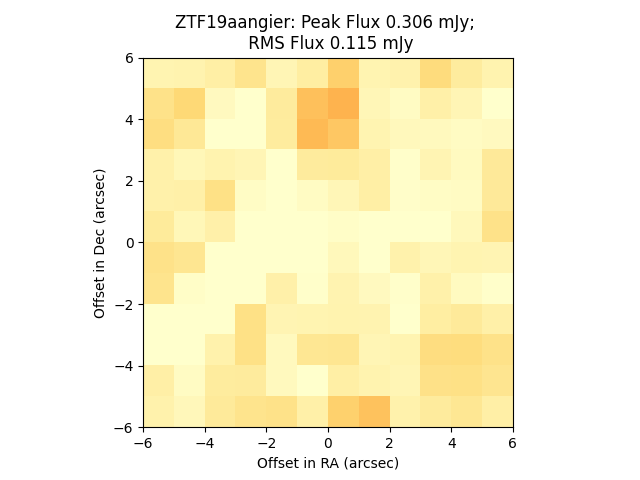 ZTF19aangier: Peak Flux 0.306 mJy;
RMS Flux 0.115 mJy
6
4
2
0
−2
−4
−6
Offset in Dec (arcsec)
−6 −4 −2 0 2 4 6
Offset in RA (arcsec)